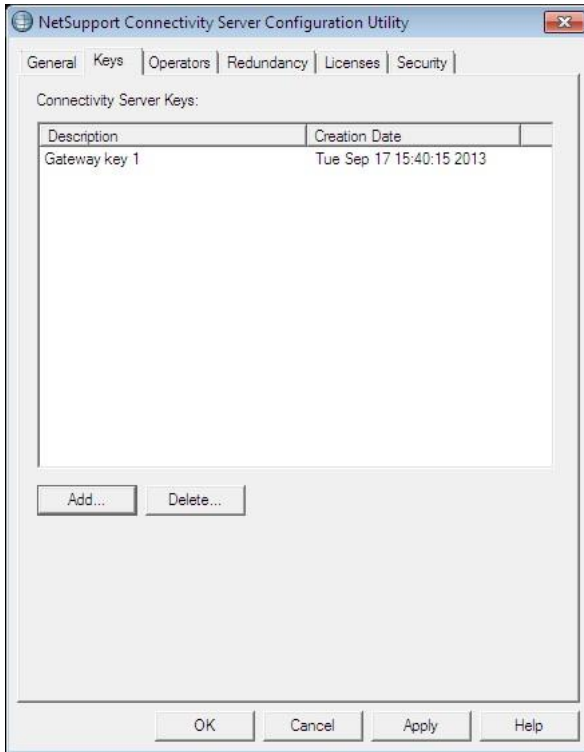 NetSupport Connectivity Server Configuration Utility
General Keys Operators Redundancy Licenses Security
Connectivity Server Keys:
Description Creation Date
Gateway key 1 Tue Sep 17 15:40:15 2013
Add... Delete...
OK Cancel Apply Help